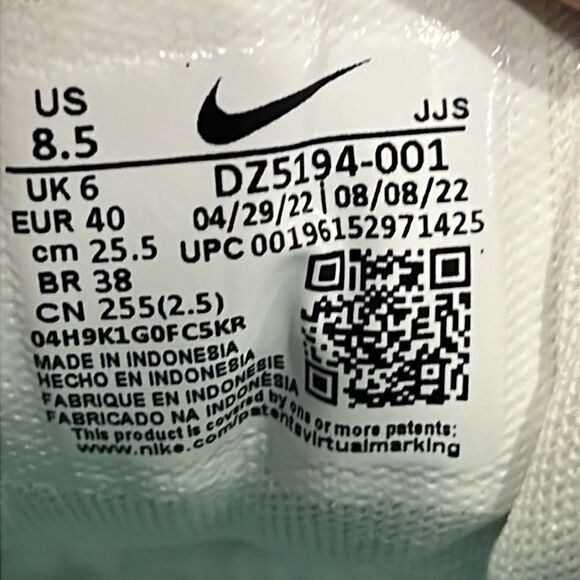 US
8.5
JJS
UK 6
EUR 40
cm 25.5
BR 38
CN 255(2.5)
DZ5194-001
04/29/22 | 08/08/22
UPC 00196152971425
04H9K1G0FC5KR
MADE IN INDONESIA
HECHO EN INDONESIA
FABRIQUE EN INDONESIE
FABRICADO NA INDONESIA
This product is covered by one or more patents:
www.nike.com/patentsvirtualmarking